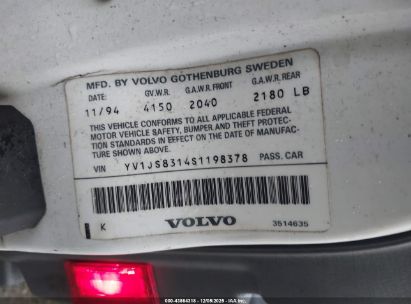 MFD. BY VOLVO GOTHENBURG SWEDEN
DATE: G.V.W.R. G.A.W.R. FRONT G.A.W.R. REAR
11/94 4150 2040 2180 LB
THIS VEHICLE CONFORMS TO ALL APPLICABLE FEDERAL
MOTOR VEHICLE SAFETY, BUMPER, AND THEFT PROTEC-
TION STANDARDS IN EFFECT ON THE DATE OF MANUFAC-
TURE SHOWN ABOVE.
VIN YV1JS8314S1198378 PASS. CAR
K VOLVO 3514635